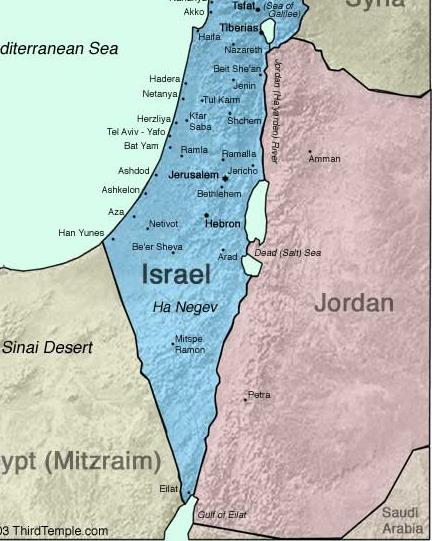 Syria
Akko
Tsfat
(Sea of
Galilee)
Tiberias
Haifa
Nazareth
diterranean Sea
Beit She'an
Hadera
Jenin
Netanya
Tul Karm
Jordan (Ha'yarden) River
Herzliya
Kfar
Saba
Shchem
Tel Aviv - Yafo
Bat Yam
Ramla
Ramalla
Amman
Ashdod
Jerusalem
Jericho
Ashkelon
Bethlehem
Aza
Netivot
Hebron
Han Yunes
Be'er Sheva
Arad
Dead (Salt) Sea
Israel
Ha Negev
Jordan
Mitspe
Ramon
Sinai Desert
Petra
ypt (Mitzraim)
Eilat
Gulf of Eilat
Saudi
Arabia
03 ThirdTemple.com